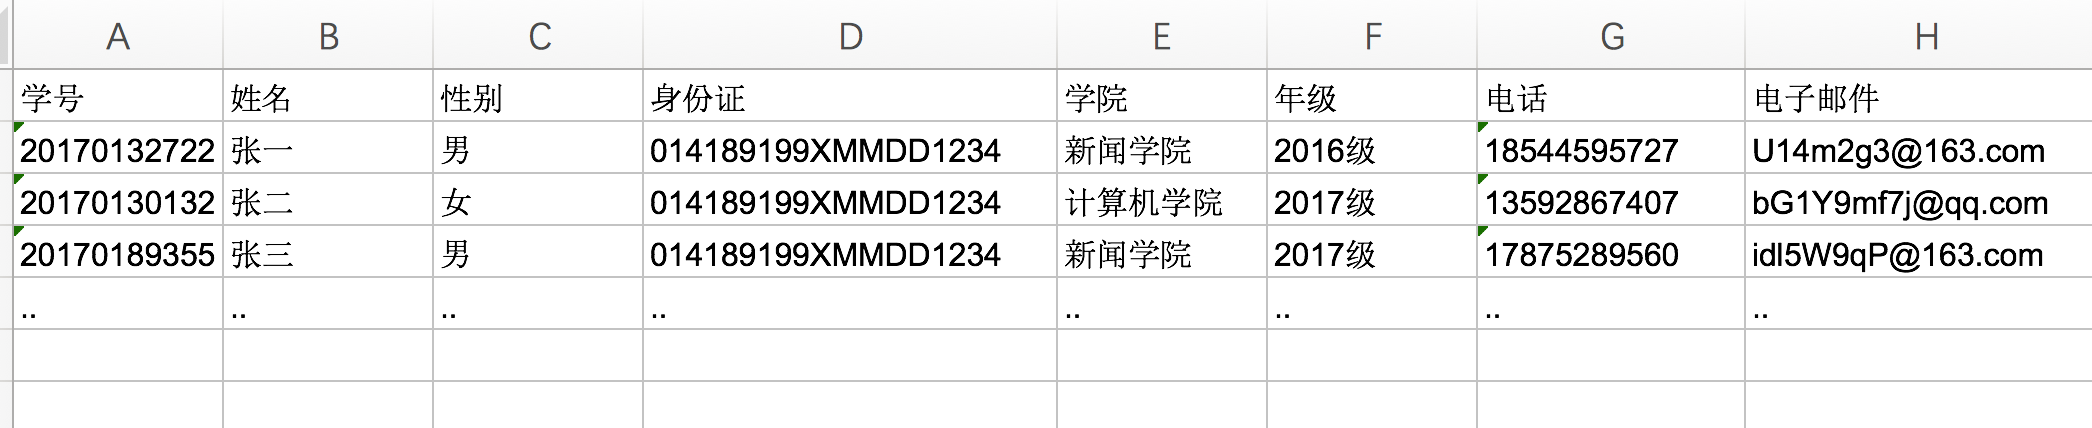 A B C D E F G H
学号 姓名 性别 身份证 学院 年级 电话 电子邮件
20170132722 张一 男 014189199XMMDD1234 新闻学院 2016级 18544595727 U14m2g3@163.com
20170130132 张二 女 014189199XMMDD1234 计算机学院 2017级 13592867407 bG1Y9mf7j@qq.com
20170189355 张三 男 014189199XMMDD1234 新闻学院 2017级 17875289560 idI5W9qP@163.com
.. .. .. .. .. .. .. ..